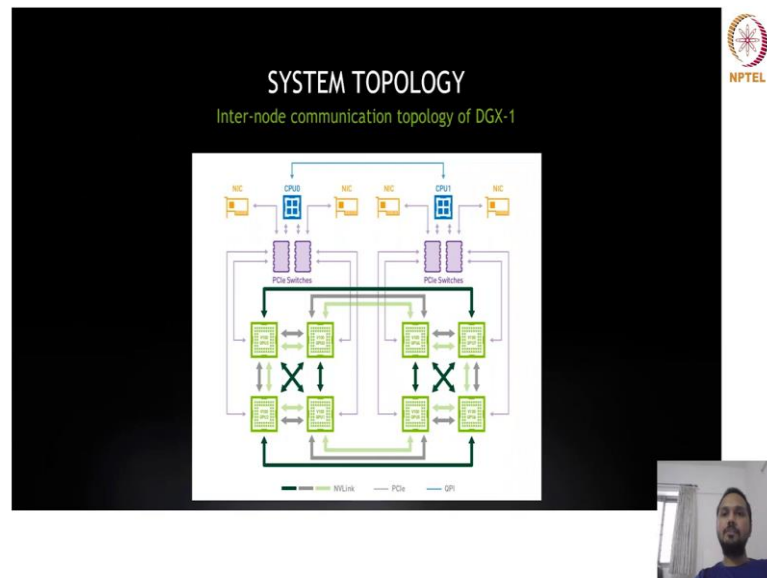 SYSTEM TOPOLOGY
NPTEL
Inter-node communication topology of DGX-1
NIC CPU0 NIC NIC CPU1 NIC
PCIe Switches PCIe Switches
NVLink PCIe QPI